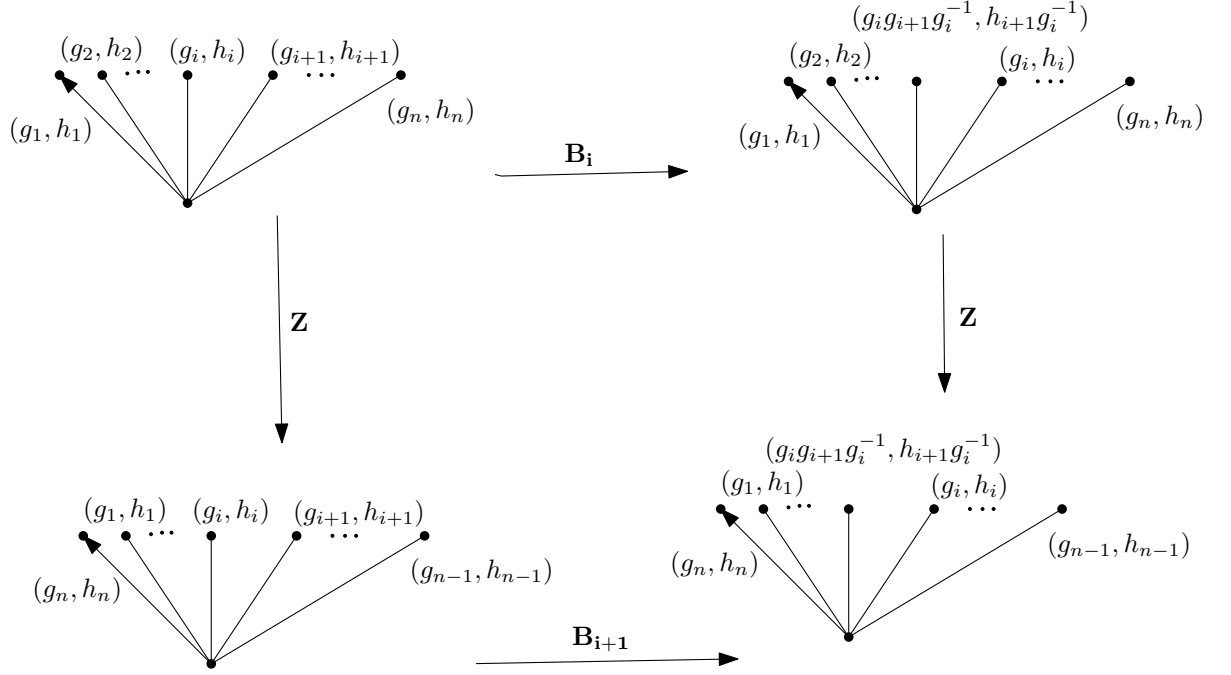 (g_2, h_2) ... (g_i, h_i) (g_{i+1}, h_{i+1}) ...
(g_1, h_1) (g_n, h_n)
B_i
(g_i g_{i+1} g_i^{-1}, h_{i+1} g_i^{-1})
(g_2, h_2) ... (g_i, h_i) ...
(g_1, h_1) (g_n, h_n)
Z
Z
(g_1, h_1) ... (g_i, h_i) (g_{i+1}, h_{i+1}) ...
(g_n, h_n) (g_{n-1}, h_{n-1})
B_{i+1}
(g_i g_{i+1} g_i^{-1}, h_{i+1} g_i^{-1})
(g_1, h_1) ... (g_i, h_i) ...
(g_n, h_n) (g_{n-1}, h_{n-1})